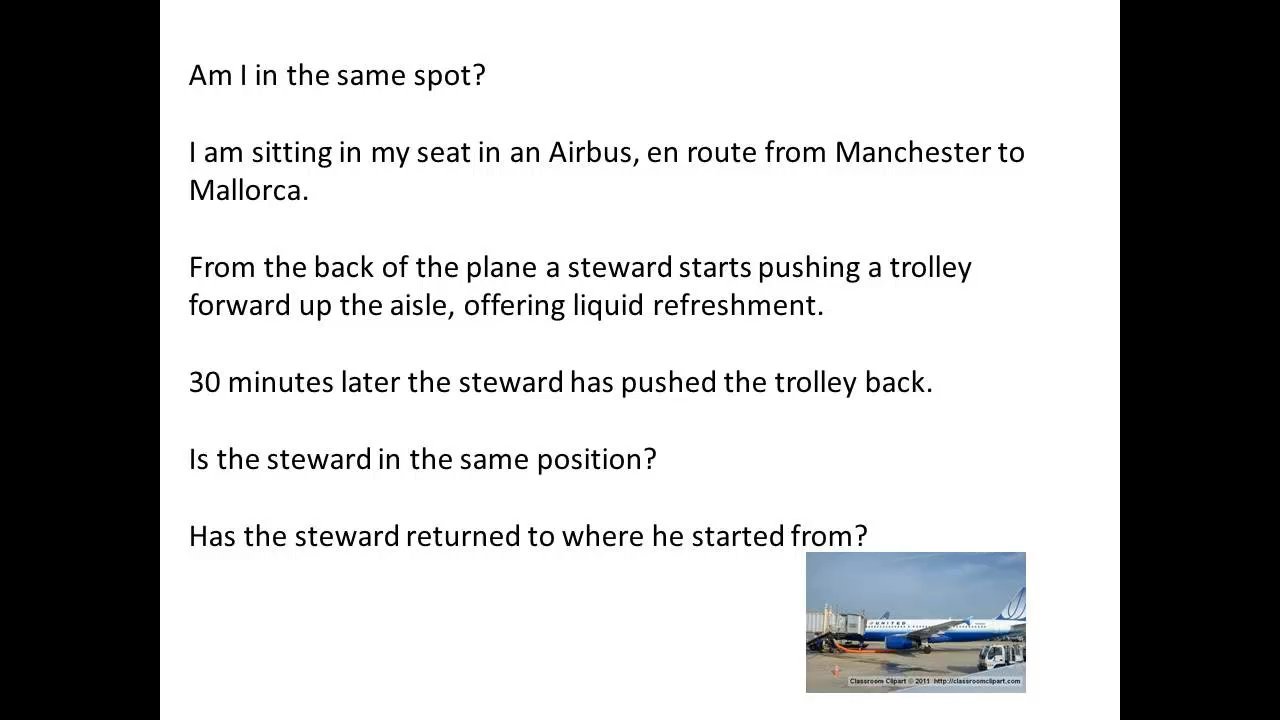 Am I in the same spot?
I am sitting in my seat in an Airbus, en route from Manchester to
Mallorca.
From the back of the plane a steward starts pushing a trolley
forward up the aisle, offering liquid refreshment.
30 minutes later the steward has pushed the trolley back.
Is the steward in the same position?
Has the steward returned to where he started from?
UNITED
Classroom Clipart © 2011 http://classroomclipart.com